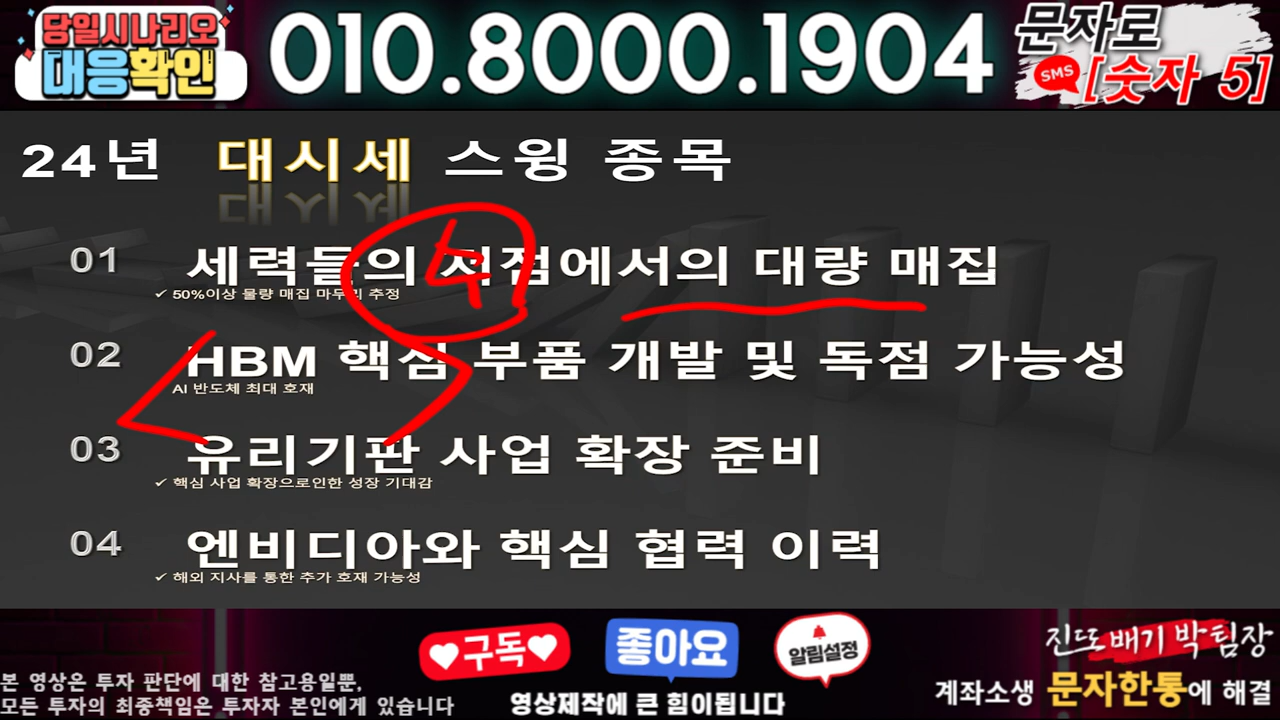 당일시나리오
대응확인
010.8000.1904
문자로
SMS
[숫자 5]
24년 대시세 스윙 종목
01 세력들의 저점에서의 대량 매집
✓ 50%이상 물량 매집 마무리 추정
02 HBM 핵심 부품 개발 및 독점 가능성
AI 반도체 최대 호재
03 유리기판 사업 확장 준비
✓ 핵심 사업 확장으로인한 성장 기대감
04 엔비디아와 핵심 협력 이력
✓ 해외 지사를 통한 추가 호재 가능성
구독
좋아요
알림설정
영상제작에 큰 힘이됩니다
본 영상은 투자 판단에 대한 참고용일뿐,
모든 투자의 최종책임은 투자자 본인에게 있습니다
진또배기 박팀장
계좌소생 문자한통에 해결